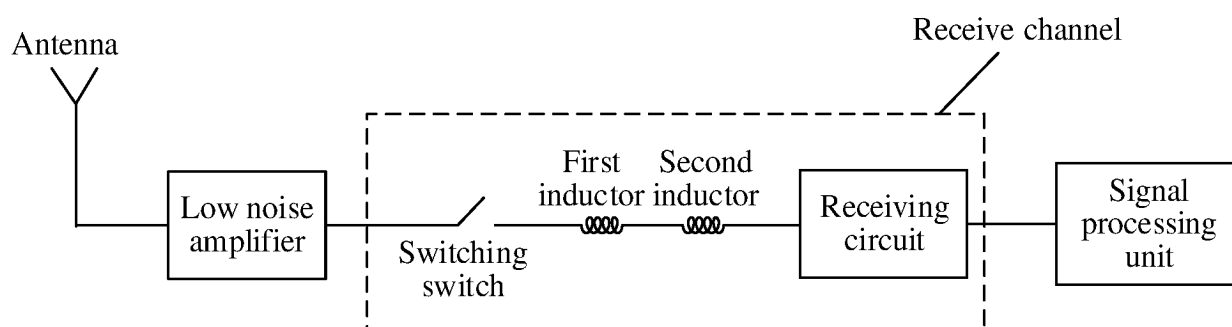 Receive channel
Antenna
Low noise
amplifier
Switching
switch
First
inductor
Second
inductor
Receiving
circuit
Signal
processing
unit